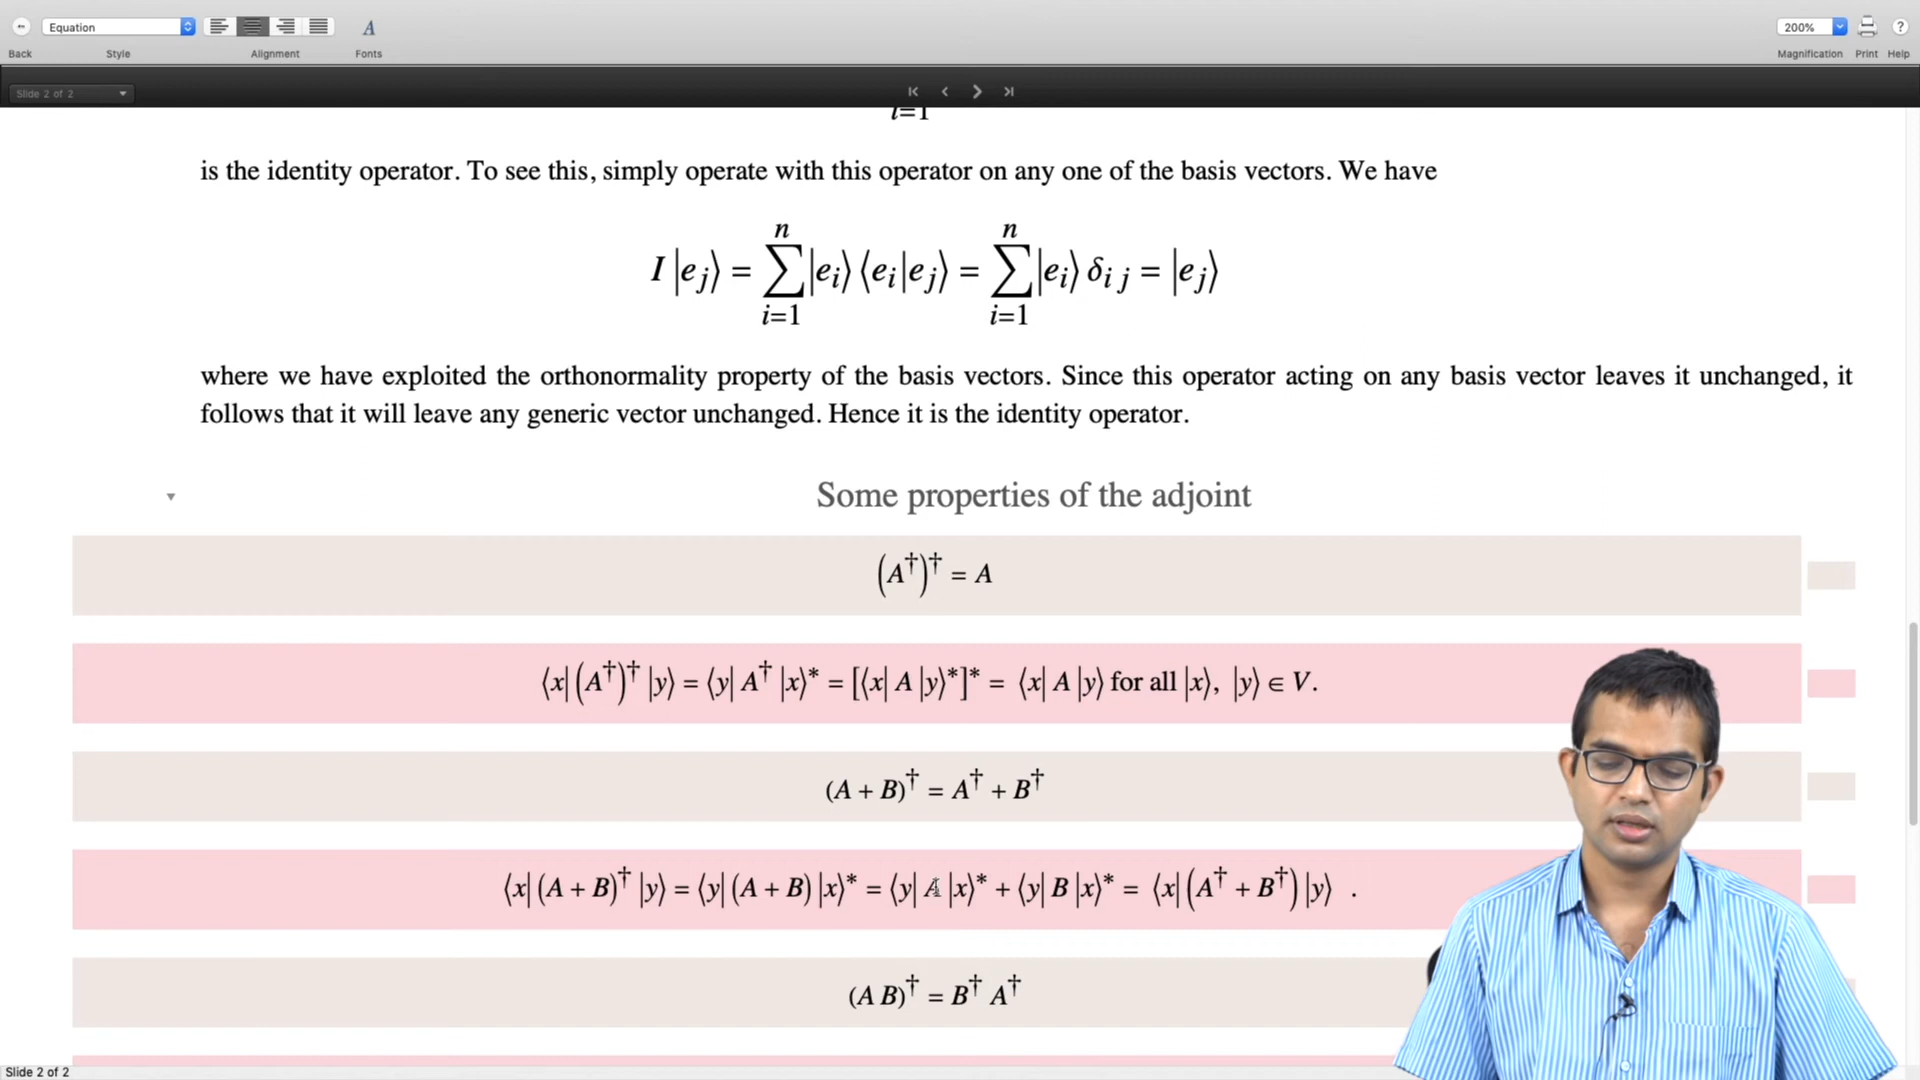 Equation
200%
Back
Style
Alignment
Fonts
Magnification
Print
Help
Slide 2 of 2
i=1
is the identity operator. To see this, simply operate with this operator on any one of the basis vectors. We have
I |e_j⟩ = ∑_{i=1}^{n} |e_i⟩ ⟨e_i|e_j⟩ = ∑_{i=1}^{n} |e_i⟩ δ_{i j} = |e_j⟩
where we have exploited the orthonormality property of the basis vectors. Since this operator acting on any basis vector leaves it unchanged, it
follows that it will leave any generic vector unchanged. Hence it is the identity operator.
Some properties of the adjoint
(A†)† = A
⟨x| (A†)† |y⟩ = ⟨y| A† |x⟩* = [⟨x| A |y⟩*]* = ⟨x| A |y⟩ for all |x⟩, |y⟩ ∈ V.
(A + B)† = A† + B†
⟨x| (A + B)† |y⟩ = ⟨y| (A + B) |x⟩* = ⟨y| A |x⟩* + ⟨y| B |x⟩* = ⟨x| (A† + B†) |y⟩ .
(A B)† = B† A†
Slide 2 of 2